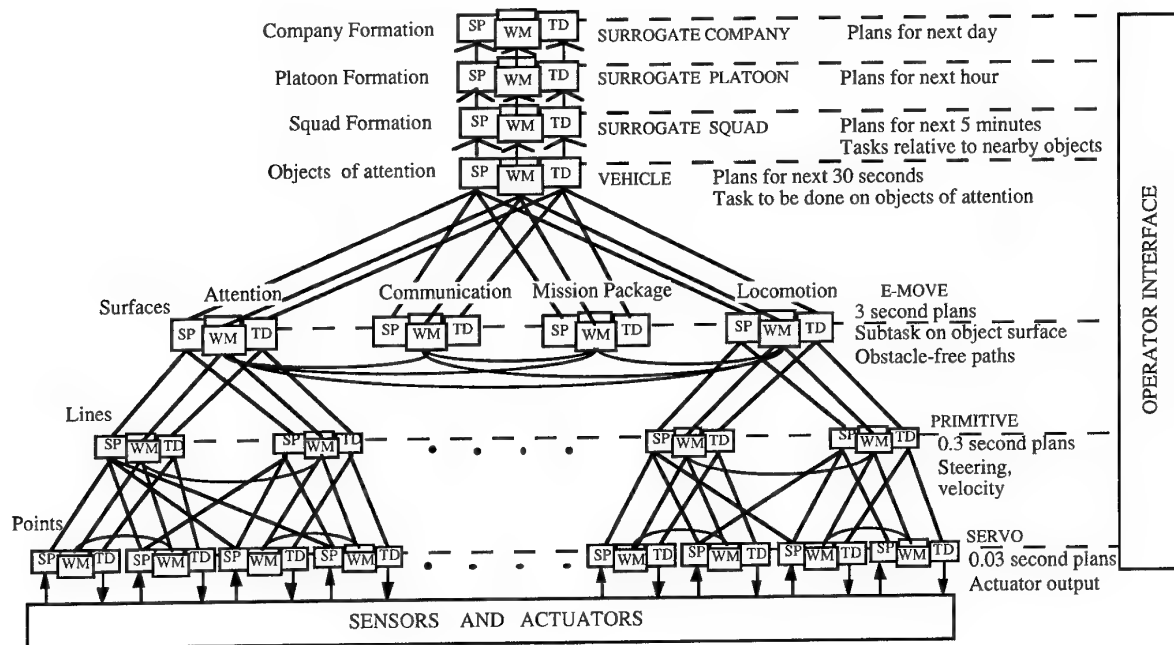 Company Formation SP WM TD SURROGATE COMPANY Plans for next day
Platoon Formation SP WM TD SURROGATE PLATOON Plans for next hour
Squad Formation SP WM TD SURROGATE SQUAD Plans for next 5 minutes
Tasks relative to nearby objects
Objects of attention SP WM TD VEHICLE Plans for next 30 seconds
Task to be done on objects of attention
OPERATOR INTERFACE
Attention Communication Mission Package Locomotion E-MOVE
Surfaces 3 second plans
SP WM TD SP WM TD SP WM TD SP WM TD Subtask on object surface
Obstacle-free paths
Lines PRIMITIVE
SP WM TD SP WM TD . . . . SP WM TD SP WM TD 0.3 second plans
Steering,
velocity
Points SERVO
SP WM TD SP WM TD SP WM TD SP WM TD . . . . SP WM TD SP WM TD SP WM TD SP WM TD 0.03 second plans
Actuator output
SENSORS AND ACTUATORS